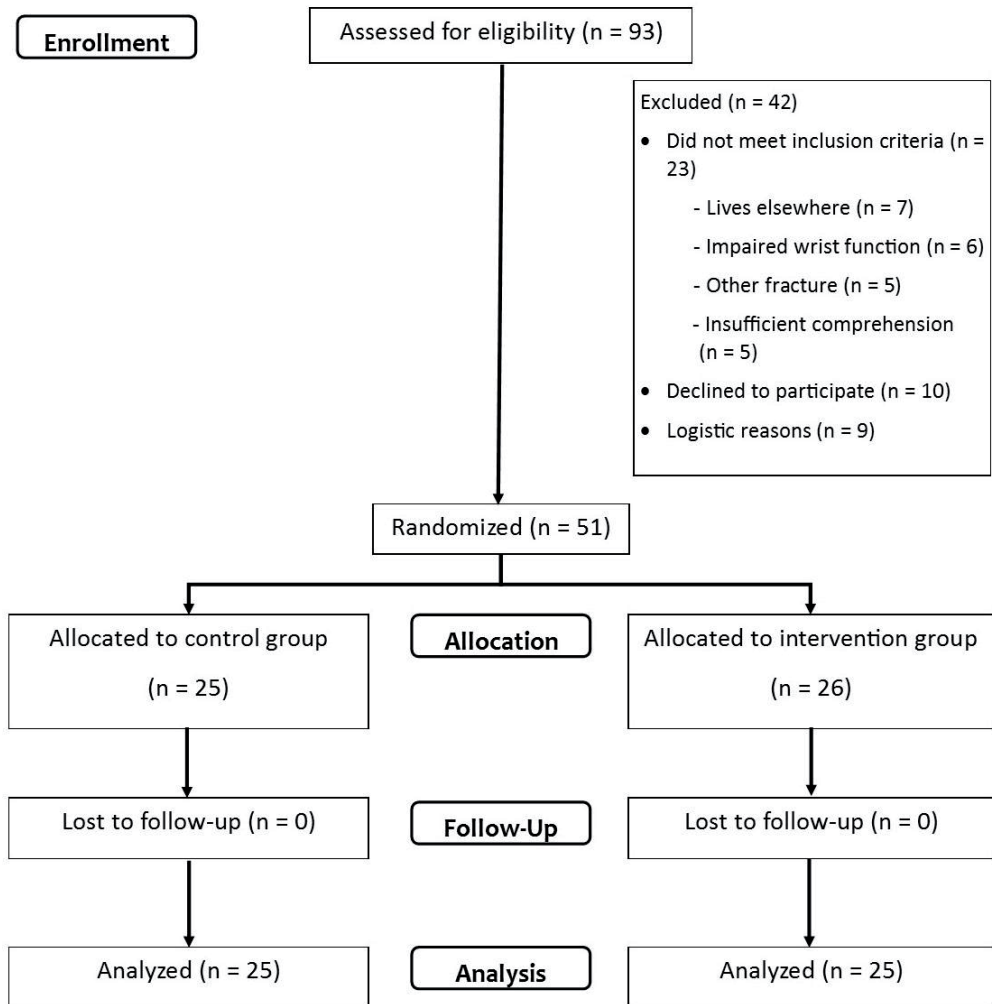 Enrollment
Assessed for eligibility (n = 93)
Excluded (n = 42)
• Did not meet inclusion criteria (n =
23)
- Lives elsewhere (n = 7)
- Impaired wrist function (n = 6)
- Other fracture (n = 5)
- Insufficient comprehension
(n = 5)
• Declined to participate (n = 10)
• Logistic reasons (n = 9)
Randomized (n = 51)
Allocated to control group
(n = 25)
Allocation
Allocated to intervention group
(n = 26)
Lost to follow-up (n = 0)
Follow-Up
Lost to follow-up (n = 0)
Analyzed (n = 25)
Analysis
Analyzed (n = 25)